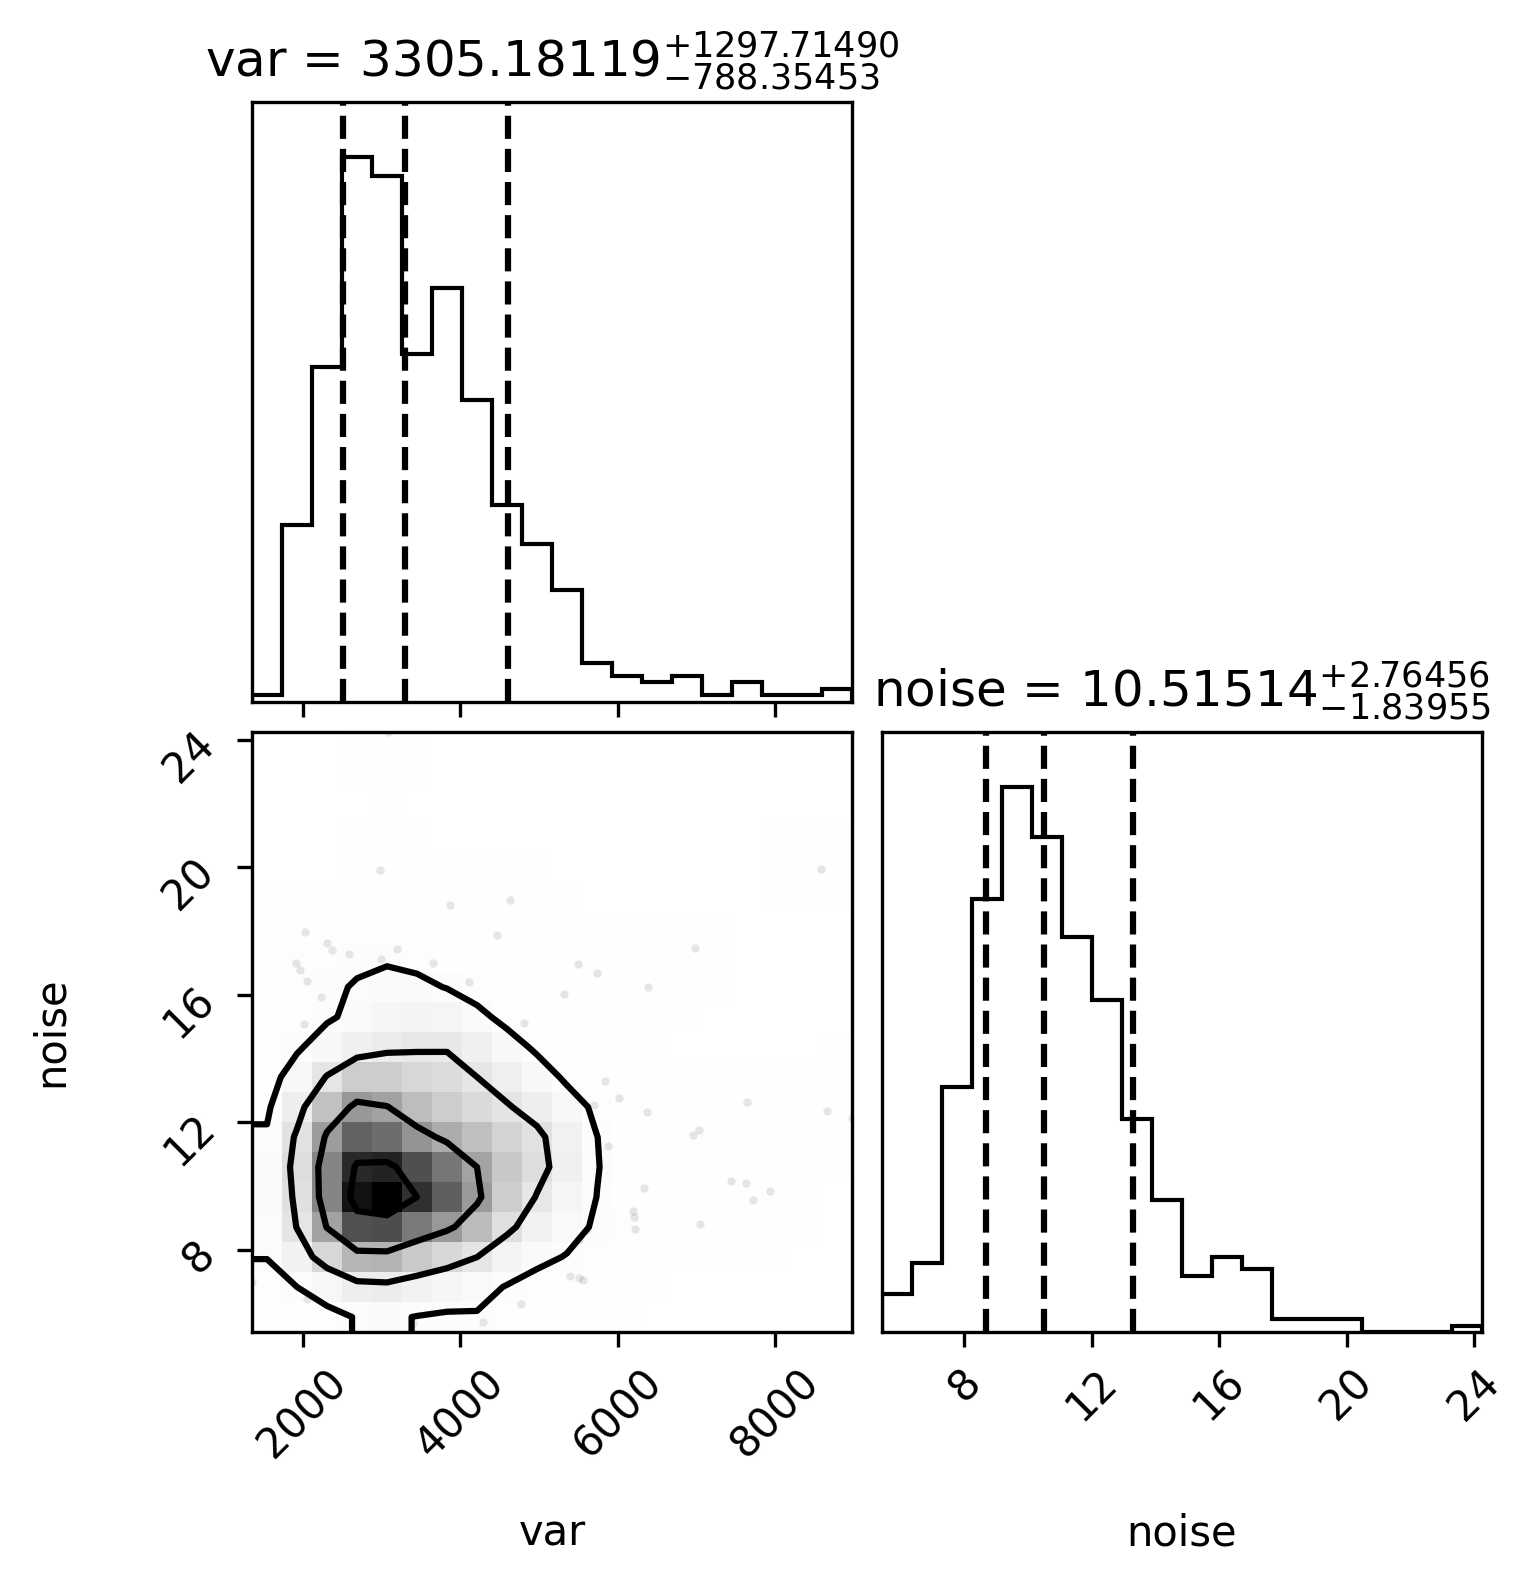 var = 3305.18119+1297.71490−788.35453
noise = 10.51514+2.76456−1.83955
24
20
16
12
8
noise
2000 4000 6000 8000
8 12 16 20 24
var
noise